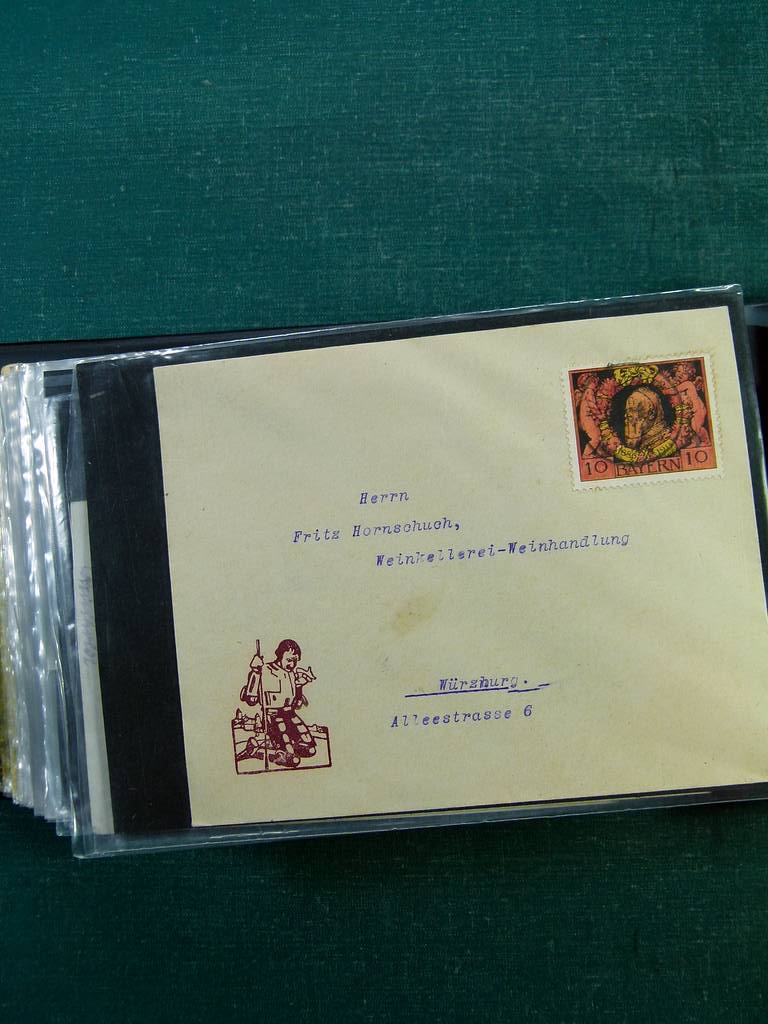 10 BAYERN 10
Herrn
Fritz Hornschuch,
Weinkellerei-Weinhandlung
Würzburg.
Alleestrasse 6